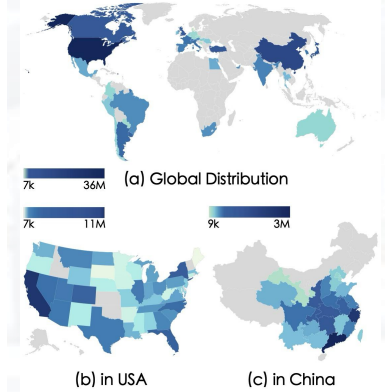 7k 36M
(a) Global Distribution
7k 11M
9k 3M
(b) in USA
(c) in China